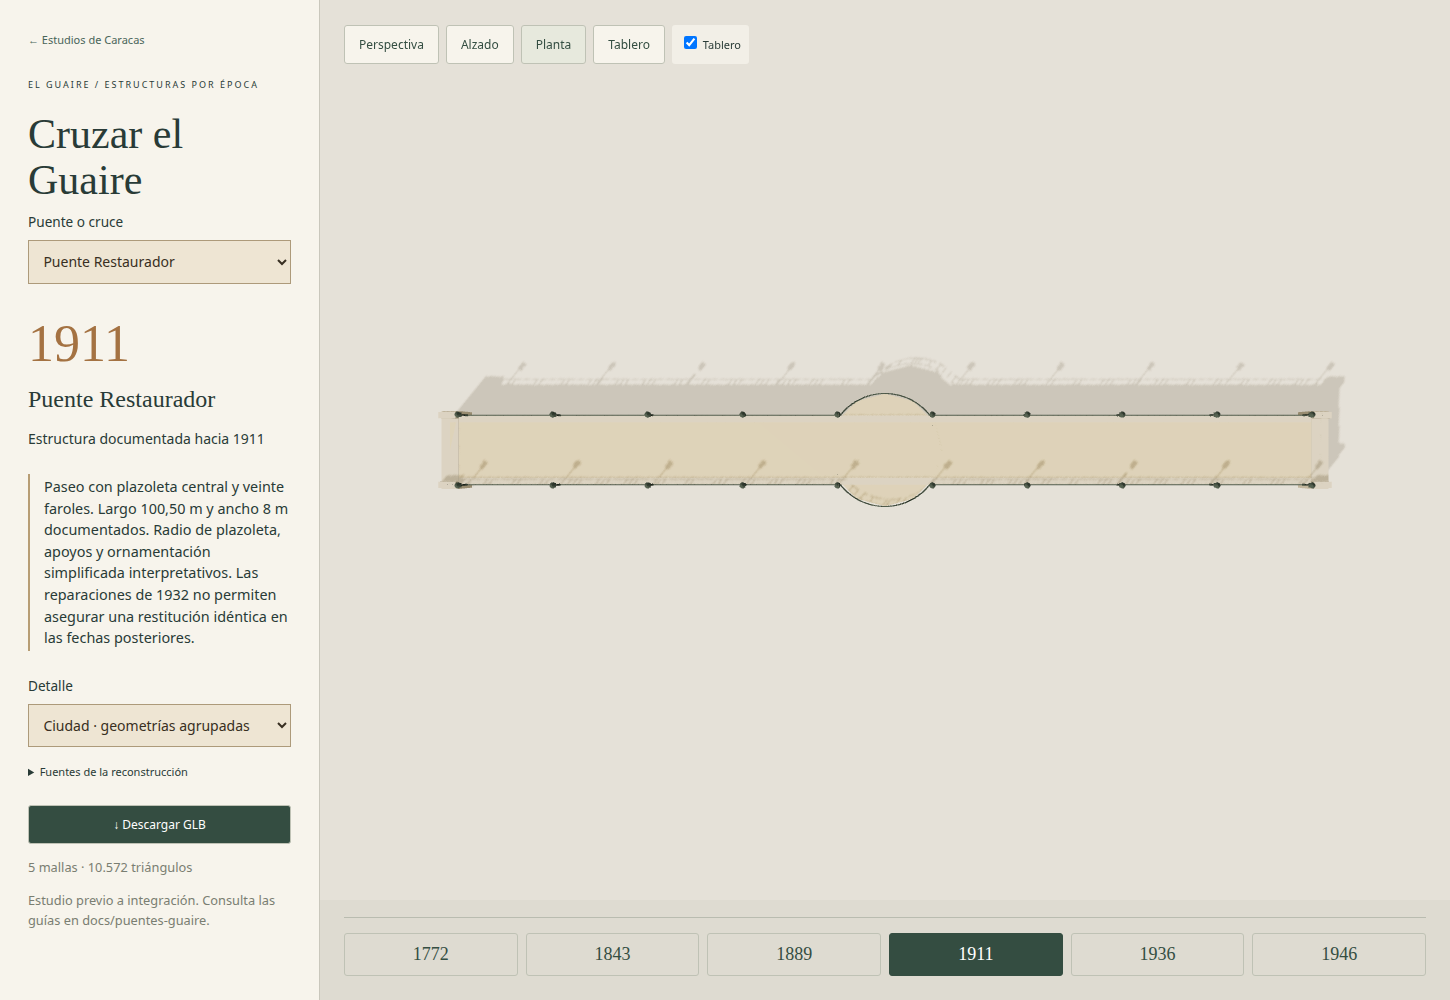 ← Estudios de Caracas
EL GUAIRE / ESTRUCTURAS POR ÉPOCA
Cruzar el
Guaire
Puente o cruce
Puente Restaurador
1911
Puente Restaurador
Estructura documentada hacia 1911
Paseo con plazoleta central y veinte
faroles. Largo 100,50 m y ancho 8 m
documentados. Radio de plazoleta,
apoyos y ornamentación
simplificada interpretativos. Las
reparaciones de 1932 no permiten
asegurar una restitución idéntica en
las fechas posteriores.
Detalle
Ciudad · geometrías agrupadas
Fuentes de la reconstrucción
↓ Descargar GLB
5 mallas · 10.572 triángulos
Estudio previo a integración. Consulta las
guías en docs/puentes-guaire.
Perspectiva Alzado Planta Tablero Tablero
1772 1843 1889 1911 1936 1946